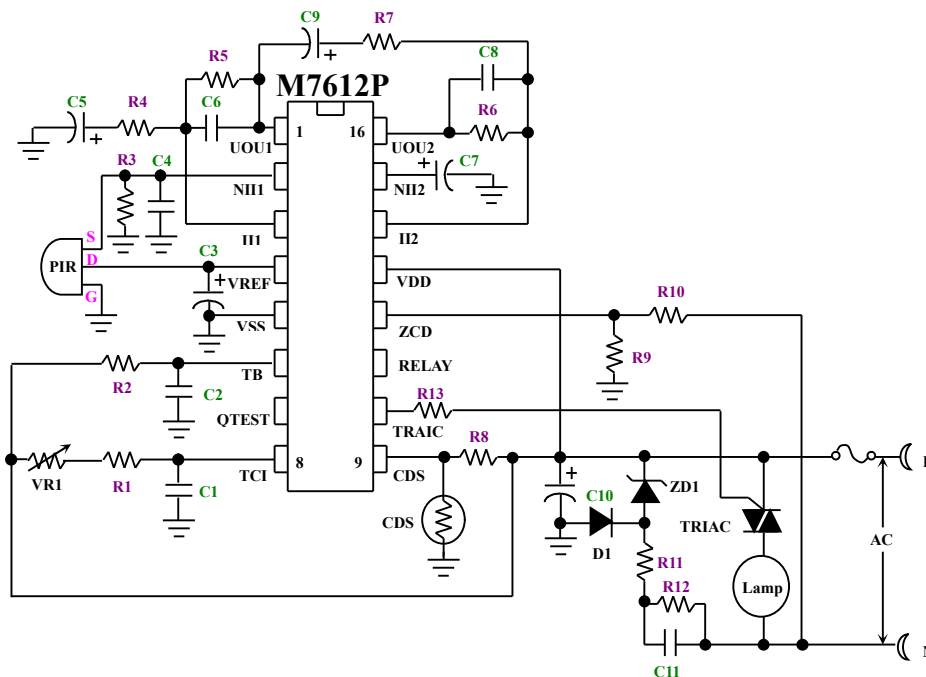 C9
R7
R5
C8
M7612P
C5
R4
C6
R6
1
16
UOU1
UOU2
R3
C4
C7
NII1
NII2
S
II1
II2
C3
PIR
D
VREF
VDD
G
R10
VSS
ZCD
R9
R2
TB
RELAY
C2
R13
QTEST
TRAIC
R8
8
9
VR1
R1
TCI
CDS
C1
C10
ZD1
CDS
TRIAC
D1
AC
R11
R12
Lamp
C11